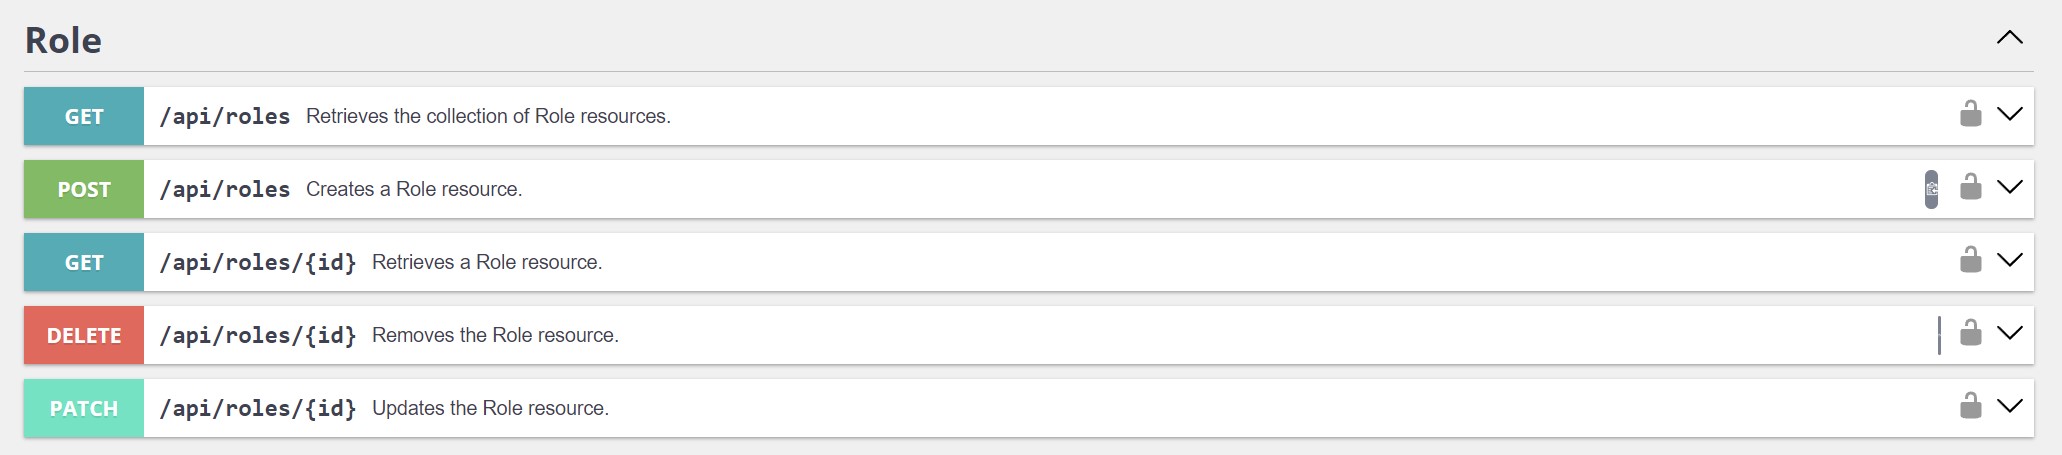 Role
GET /api/roles Retrieves the collection of Role resources.
POST /api/roles Creates a Role resource.
GET /api/roles/{id} Retrieves a Role resource.
DELETE /api/roles/{id} Removes the Role resource.
PATCH /api/roles/{id} Updates the Role resource.